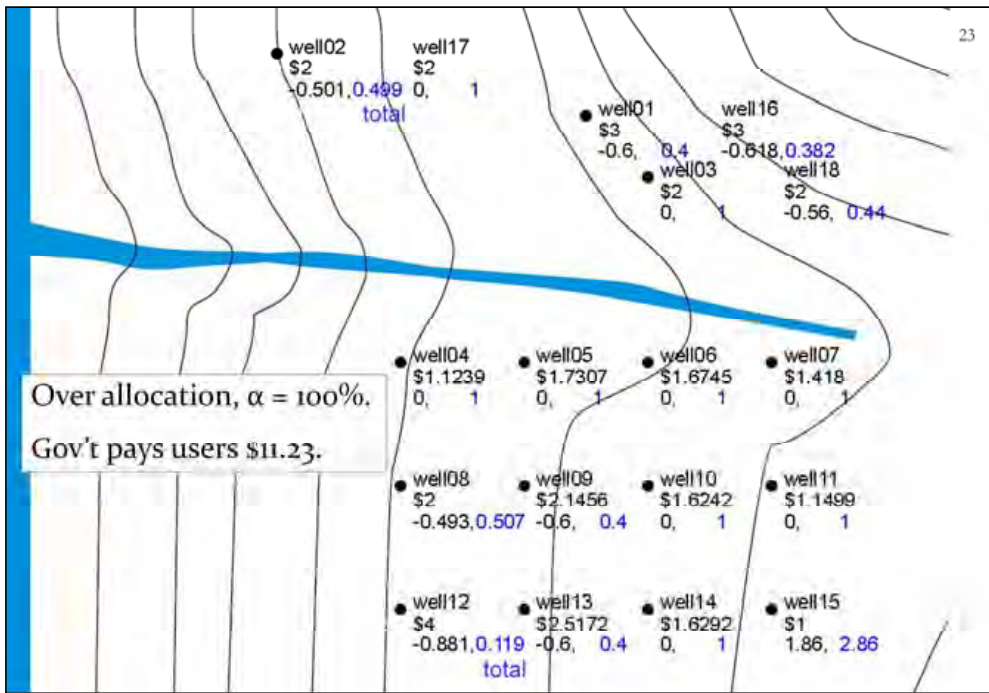 23
well02
$2
-0.501, 0.499
total
well17
$2
0, 1
well01
$3
-0.6, 0.4
well16
$3
-0.618, 0.382
well03
$2
0, 1
well18
$2
-0.56, 0.44
well04
$1.1239
0, 1
well05
$1.7307
0, 1
well06
$1.6745
0, 1
well07
$1.418
0, 1
Over allocation, α = 100%.
Gov't pays users $11.23.
well08
$2
-0.493, 0.507
well09
$2.1456
-0.6, 0.4
well10
$1.6242
0, 1
well11
$1.1499
0, 1
well12
$4
-0.881, 0.119
total
well13
$2.5172
-0.6, 0.4
well14
$1.6292
0, 1
well15
$1
1.86, 2.86